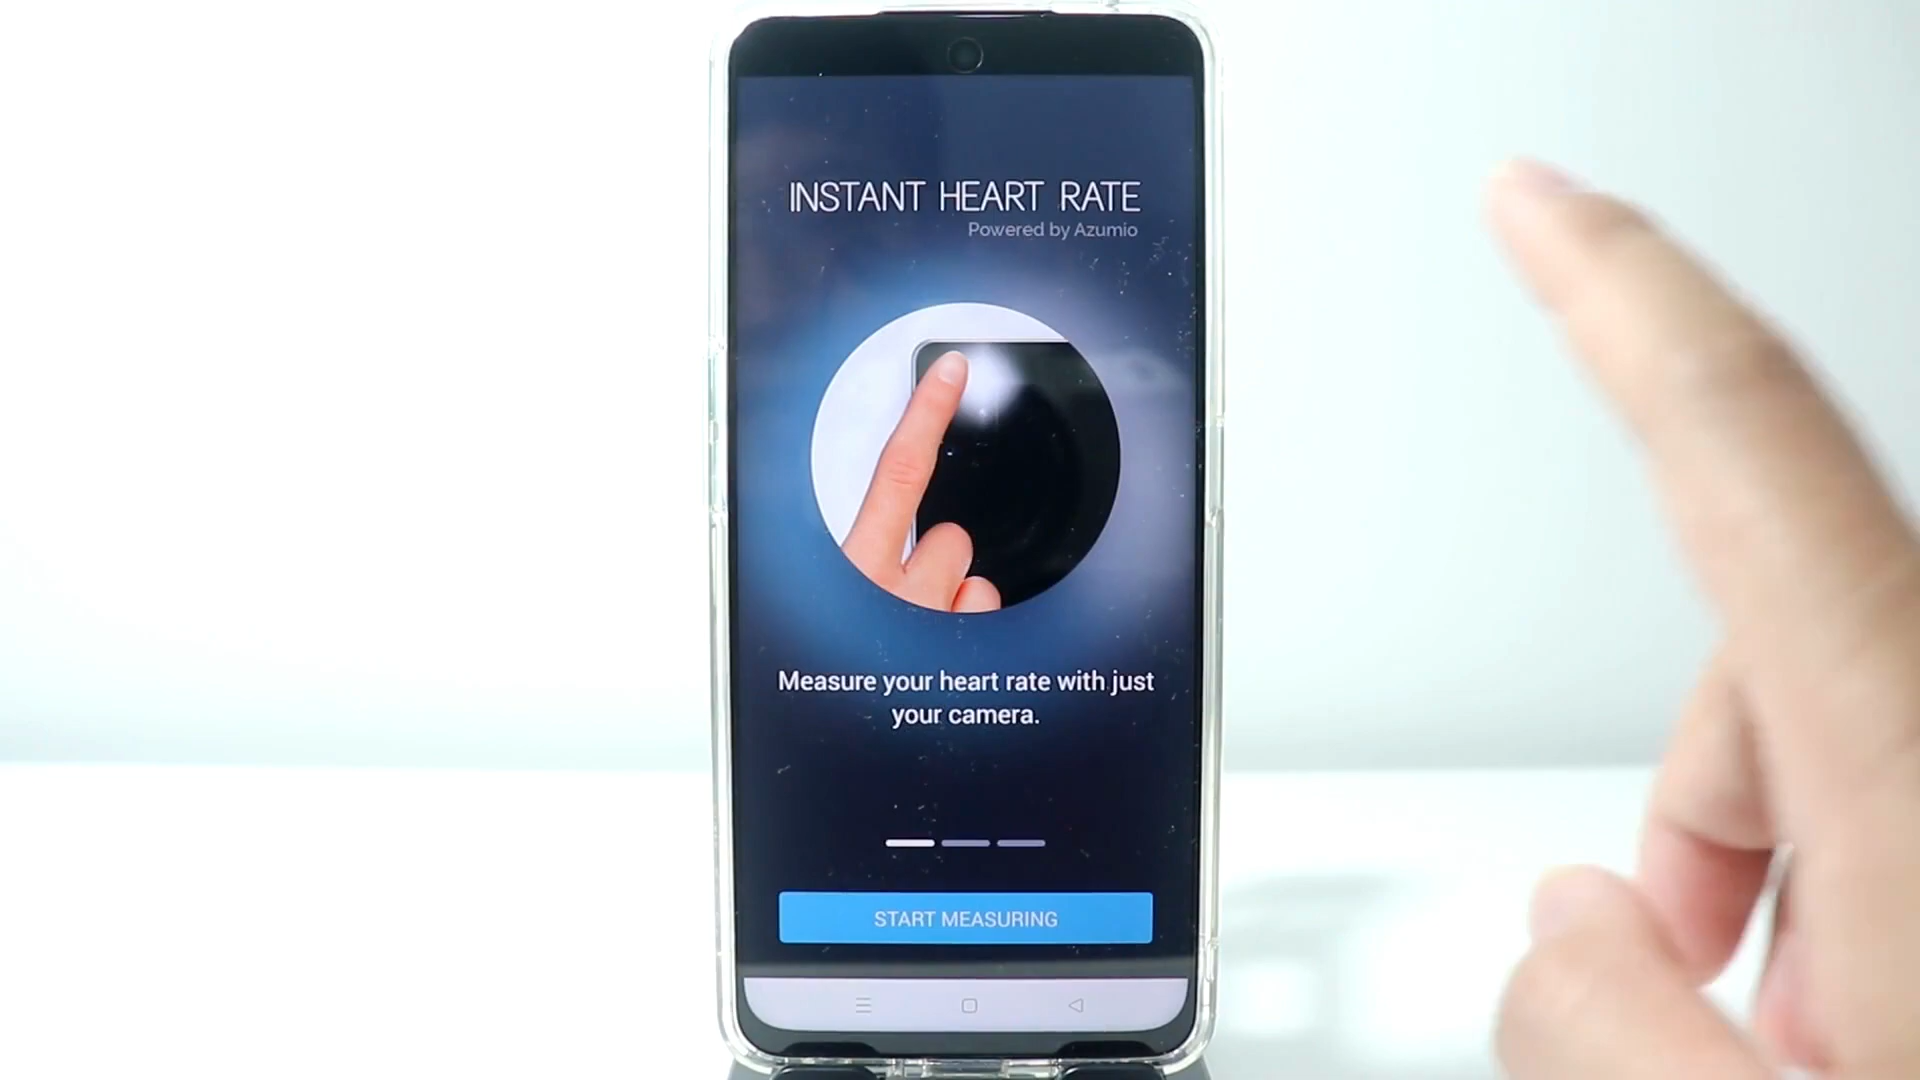 INSTANT HEART RATE
Powered by Azumio
Measure your heart rate with just
your camera.
START MEASURING